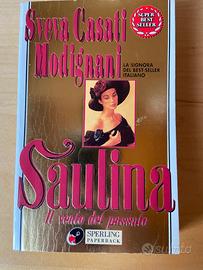 Sveva Casati
Modignani
LA SIGNORA
DEL BEST-SELLER
ITALIANO
SUPER
BEST
SELLER
Saulina
Il vento del passato
SPERLING
PAPERBACK
Subito